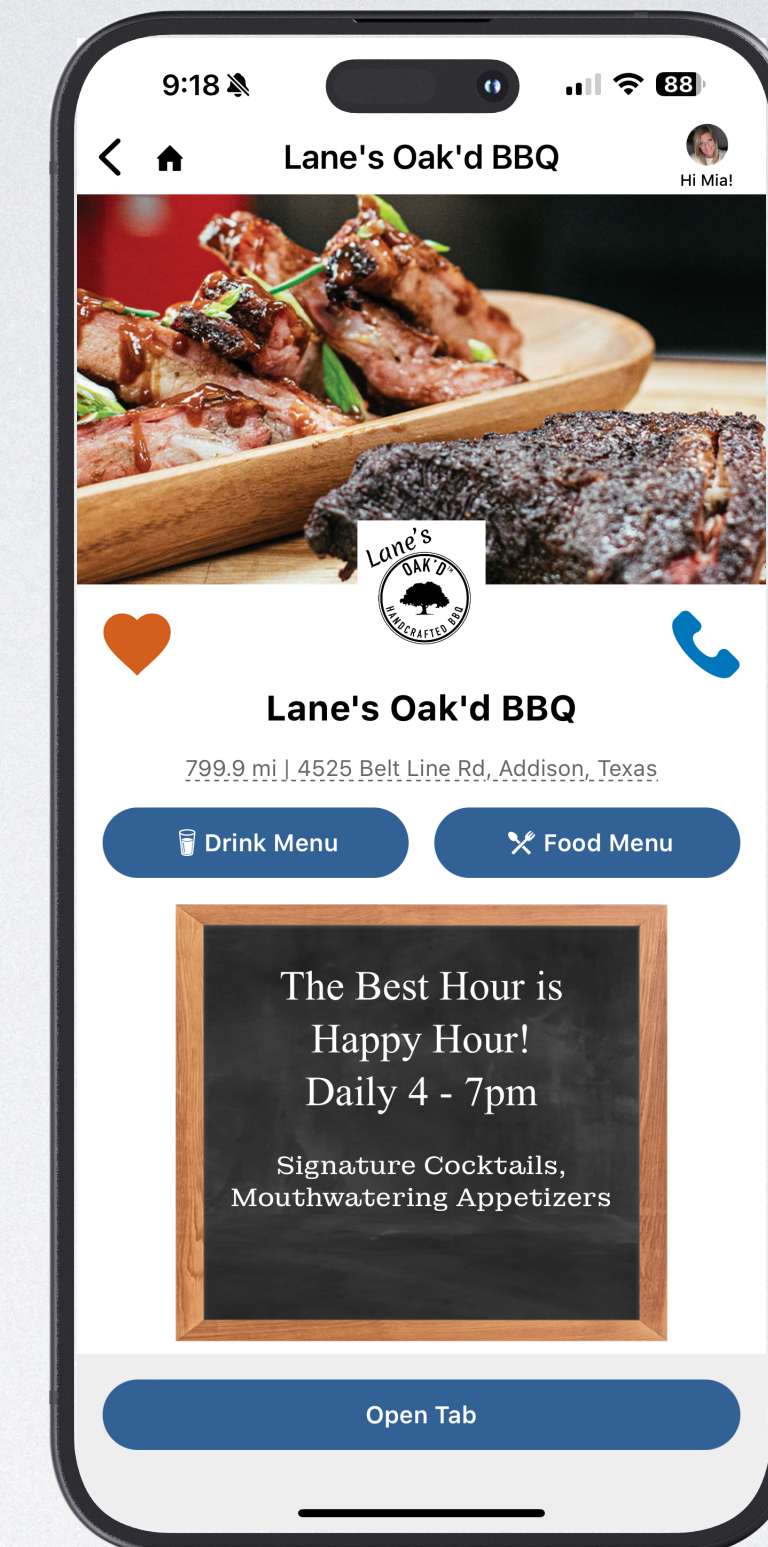 9:18
88
Lane's Oak'd BBQ
Hi Mia!
Lane's
OAK'D™
HANDCRAFTED BBQ
Lane's Oak'd BBQ
799.9 mi | 4525 Belt Line Rd, Addison, Texas
Drink Menu
Food Menu
The Best Hour is
Happy Hour!
Daily 4 - 7pm
Signature Cocktails,
Mouthwatering Appetizers
Open Tab